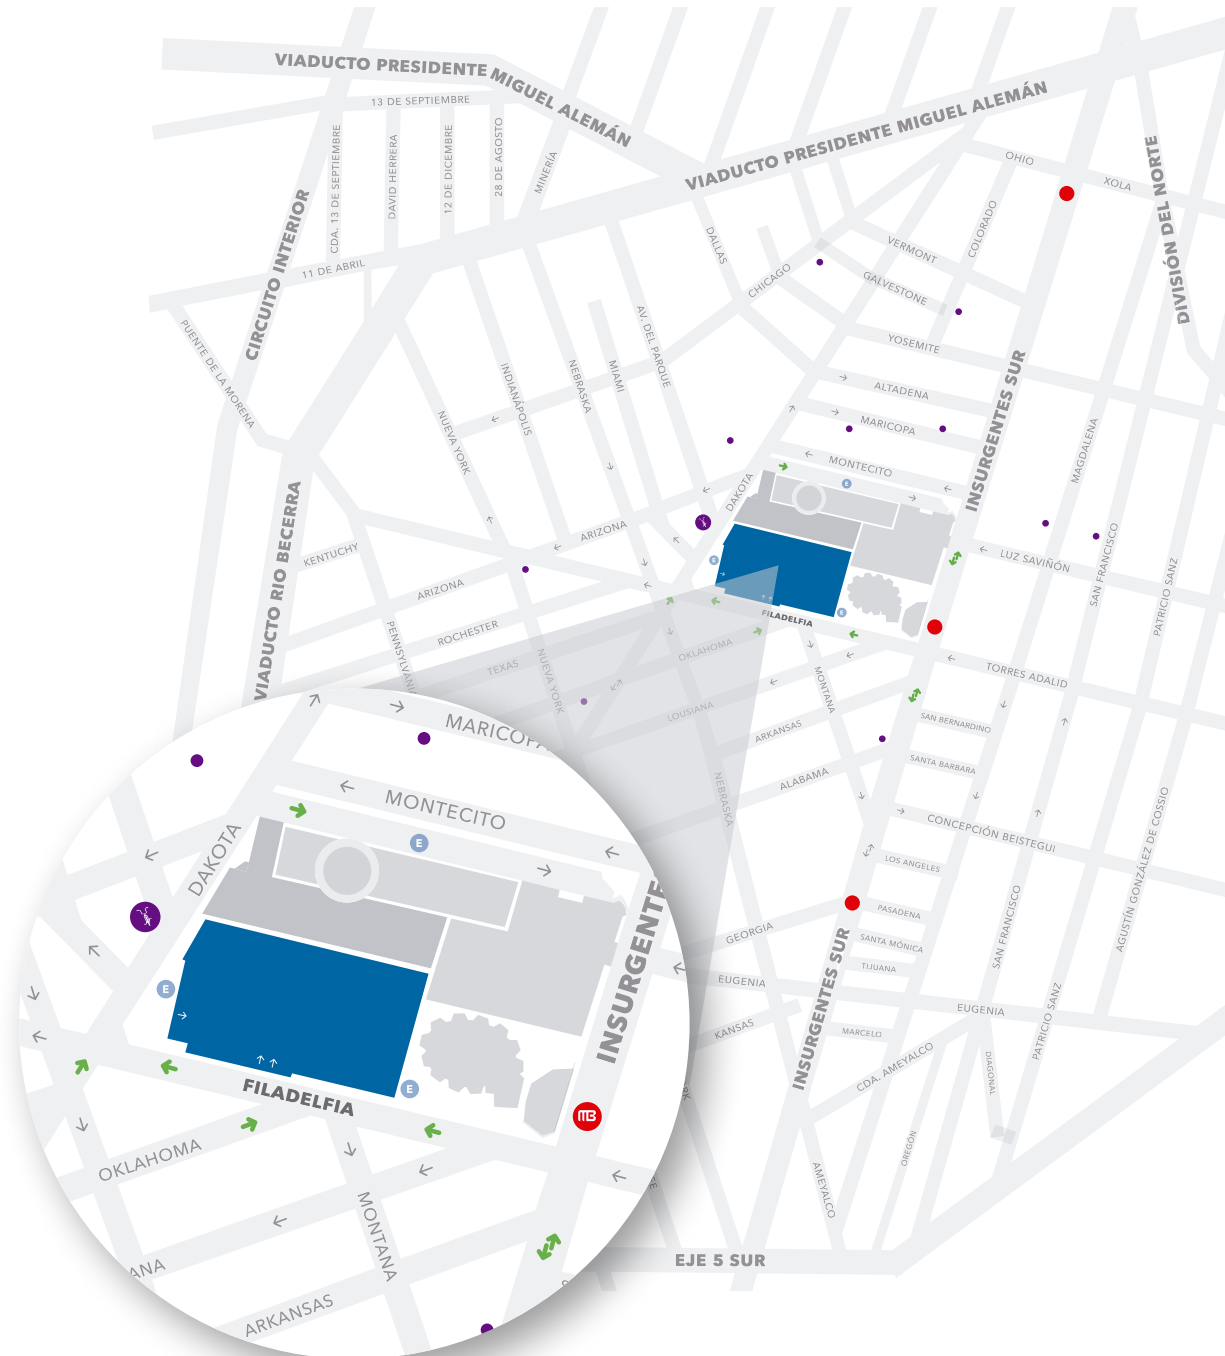 VIADUCTO PRESIDENTE MIGUEL ALEMÁN
13 DE SEPTIEMBRE
VIADUCTO PRESIDENTE MIGUEL ALEMÁN
CDA. 13 DE SEPTIEMBRE
DAVID HERRERA
12 DE DICIEMBRE
28 DE AGOSTO
MINERÍA
OHIO
XOLA
DIVISIÓN DEL NORTE
CIRCUITO INTERIOR
11 DE ABRIL
DALLAS
CHICAGO
VERMONT
COLORADO
GALVESTONE
PUENTE DE LA MORENA
AV. DEL PARQUE
YOSEMITE
INDIANÁPOLIS
NEBRASKA
MIAMI
ALTADENA
INSURGENTES SUR
NUEVA YORK
MARICOPA
MAGDALENA
MONTECITO
DAKOTA
E
VIADUCTO RIO BECERRA
KENTUCHY
ARIZONA
LUZ SAVIÑÓN
SAN FRANCISCO
PATRICIO SANZ
E
ARIZONA
E
FILADELFIA
ROCHESTER
PENNSYLVANIA
TEXAS
NUEVA YORK
OKLAHOMA
MONTANA
TORRES ADALID
LOUSIANA
ARKANSAS
SAN BERNARDINO
SANTA BARBARA
ALABAMA
NEBRASKA
CONCEPCIÓN BEISTEGUI
AGUSTÍN GONZÁLEZ DE COSSIO
LOS ANGELES
PASADENA
SAN FRANCISCO
GEORGIA
INSURGENTES SUR
SANTA MÓNICA
TIJUANA
EUGENIA
EUGENIA
KANSAS
MARCELO
PATRICIO SANZ
CDA. AMEYALCO
DIAGONAL
OREGÓN
AMEYALCO
EJE 5 SUR
MARICOPA
MONTECITO
DAKOTA
E
INSURGENTE
E
E
FILADELFIA
MB
OKLAHOMA
MONTANA
ANA
ARKANSAS